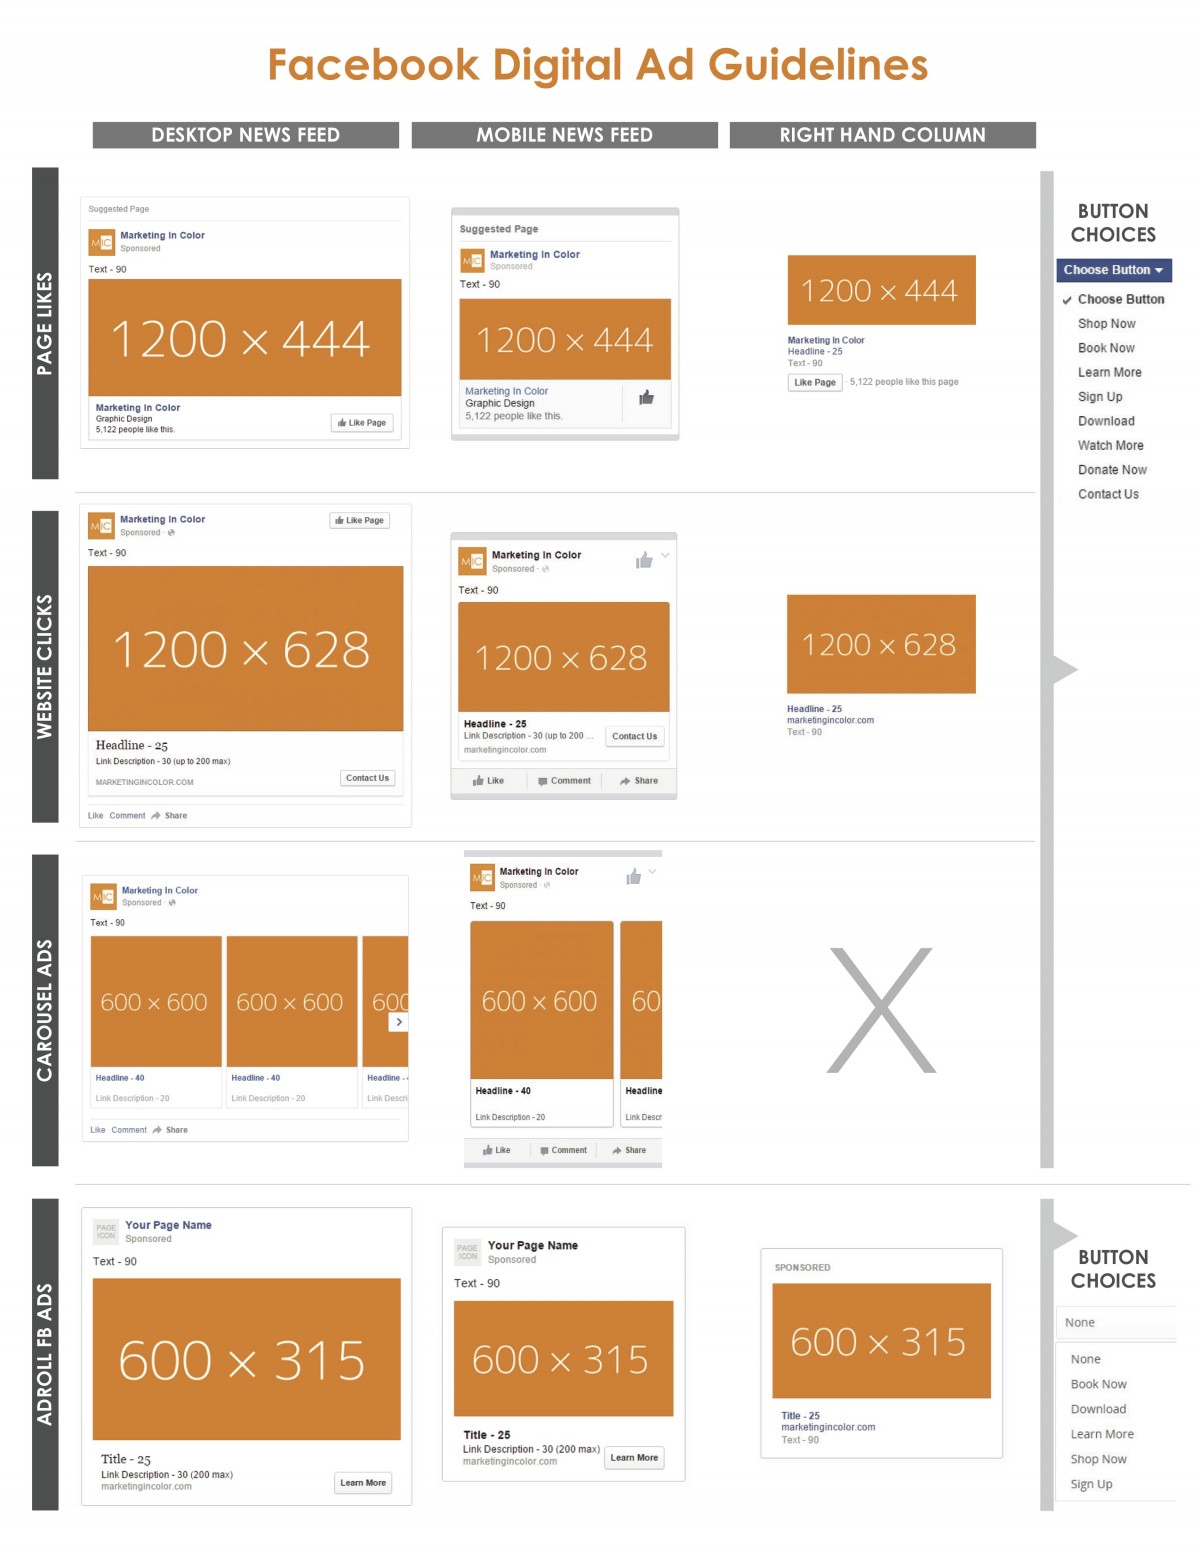 Facebook Digital Ad Guidelines
DESKTOP NEWS FEED
MOBILE NEWS FEED
RIGHT HAND COLUMN
PAGE LIKES
Suggested Page
MIC
Marketing In Color
Sponsored
Text - 90
1200 × 444
Marketing In Color
Graphic Design
5,122 people like this.
Like Page
Suggested Page
MIC
Marketing In Color
Sponsored
Text - 90
1200 × 444
Marketing In Color
Graphic Design
5,122 people like this.
1200 × 444
Marketing In Color
Headline - 25
Text - 90
Like Page · 5,122 people like this page
BUTTON
CHOICES
Choose Button
Choose Button
Shop Now
Book Now
Learn More
Sign Up
Download
Watch More
Donate Now
Contact Us
WEBSITE CLICKS
MIC
Marketing In Color
Sponsored ·
Like Page
Text - 90
1200 × 628
Headline - 25
Link Description - 30 (up to 200 max)
MARKETINGINCOLOR.COM
Contact Us
Like Comment Share
MIC
Marketing In Color
Sponsored ·
Text - 90
1200 × 628
Headline - 25
Link Description - 30 (up to 200 ...
marketingincolor.com
Contact Us
Like Comment Share
1200 × 628
Headline - 25
marketingincolor.com
Text - 90
CAROUSEL ADS
MIC
Marketing In Color
Sponsored ·
Text - 90
600 × 600 600 × 600 600
Headline - 40 Headline - 40 Headline -
Link Description - 20 Link Description - 20 Link Descri
Like Comment Share
MIC
Marketing In Color
Sponsored ·
Text - 90
600 × 600 60
Headline - 40 Headline
Link Description - 20 Link Descr
Like Comment Share
X
ADROLL FB ADS
PAGE
ICON
Your Page Name
Sponsored
Text - 90
600 × 315
Title - 25
Link Description - 30 (200 max)
marketingincolor.com
Learn More
PAGE
ICON
Your Page Name
Sponsored
Text - 90
600 × 315
Title - 25
Link Description - 30 (200 max)
marketingincolor.com
Learn More
SPONSORED
600 × 315
Title - 25
marketingincolor.com
Text - 90
BUTTON
CHOICES
None
None
Book Now
Download
Learn More
Shop Now
Sign Up